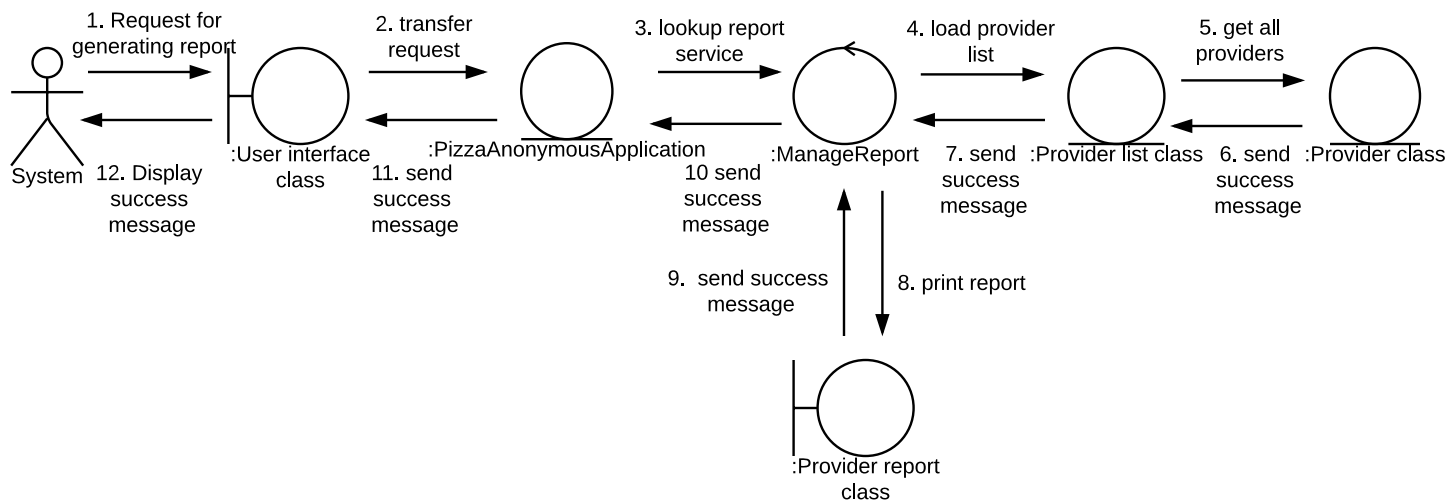 1. Request for
generating report
2. transfer
request
3. lookup report
service
4. load provider
list
5. get all
providers
System
:User interface
class
:PizzaAnonymousApplication
:ManageReport
:Provider list class
:Provider class
12. Display
success
message
11. send
success
message
10 send
success
message
7. send
success
message
6. send
success
message
9. send success
message
8. print report
:Provider report
class